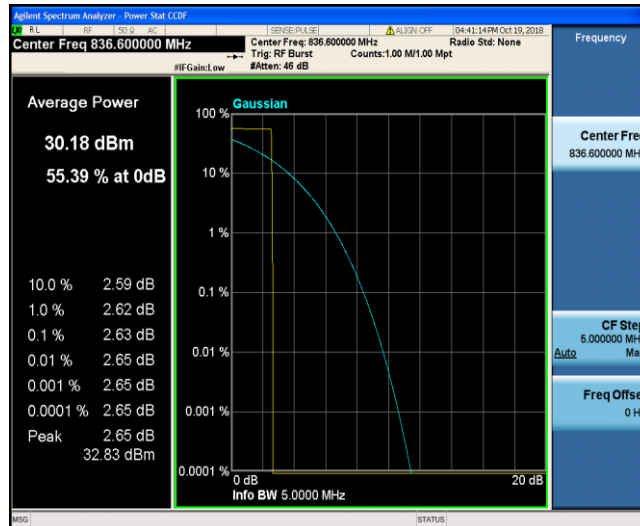 Agilent Spectrum Analyzer - Power Stat CCDF
RL RF 50 Ω AC SENSE:PULSE ALIGN OFF 04:41:14 PM Oct 19, 2018
Center Freq 836.600000 MHz
Center Freq: 836.600000 MHz Radio Std: None
Trig: RF Burst Counts:1.00 M/1.00 Mpt
#IFGain:Low #Atten: 46 dB
Frequency
Average Power
30.18 dBm
55.39 % at 0dB
10.0 % 2.59 dB
1.0 % 2.62 dB
0.1 % 2.63 dB
0.01 % 2.65 dB
0.001 % 2.65 dB
0.0001 % 2.65 dB
Peak 2.65 dB
32.83 dBm
Gaussian
100 %
10 %
1 %
0.1 %
0.01 %
0.001 %
0.0001 %
0 dB 20 dB
Info BW 5.0000 MHz
Center Fre
836.600000 MH
CF Step
5.000000 MH
Auto Ma
Freq Offse
0 H
MSG STATUS